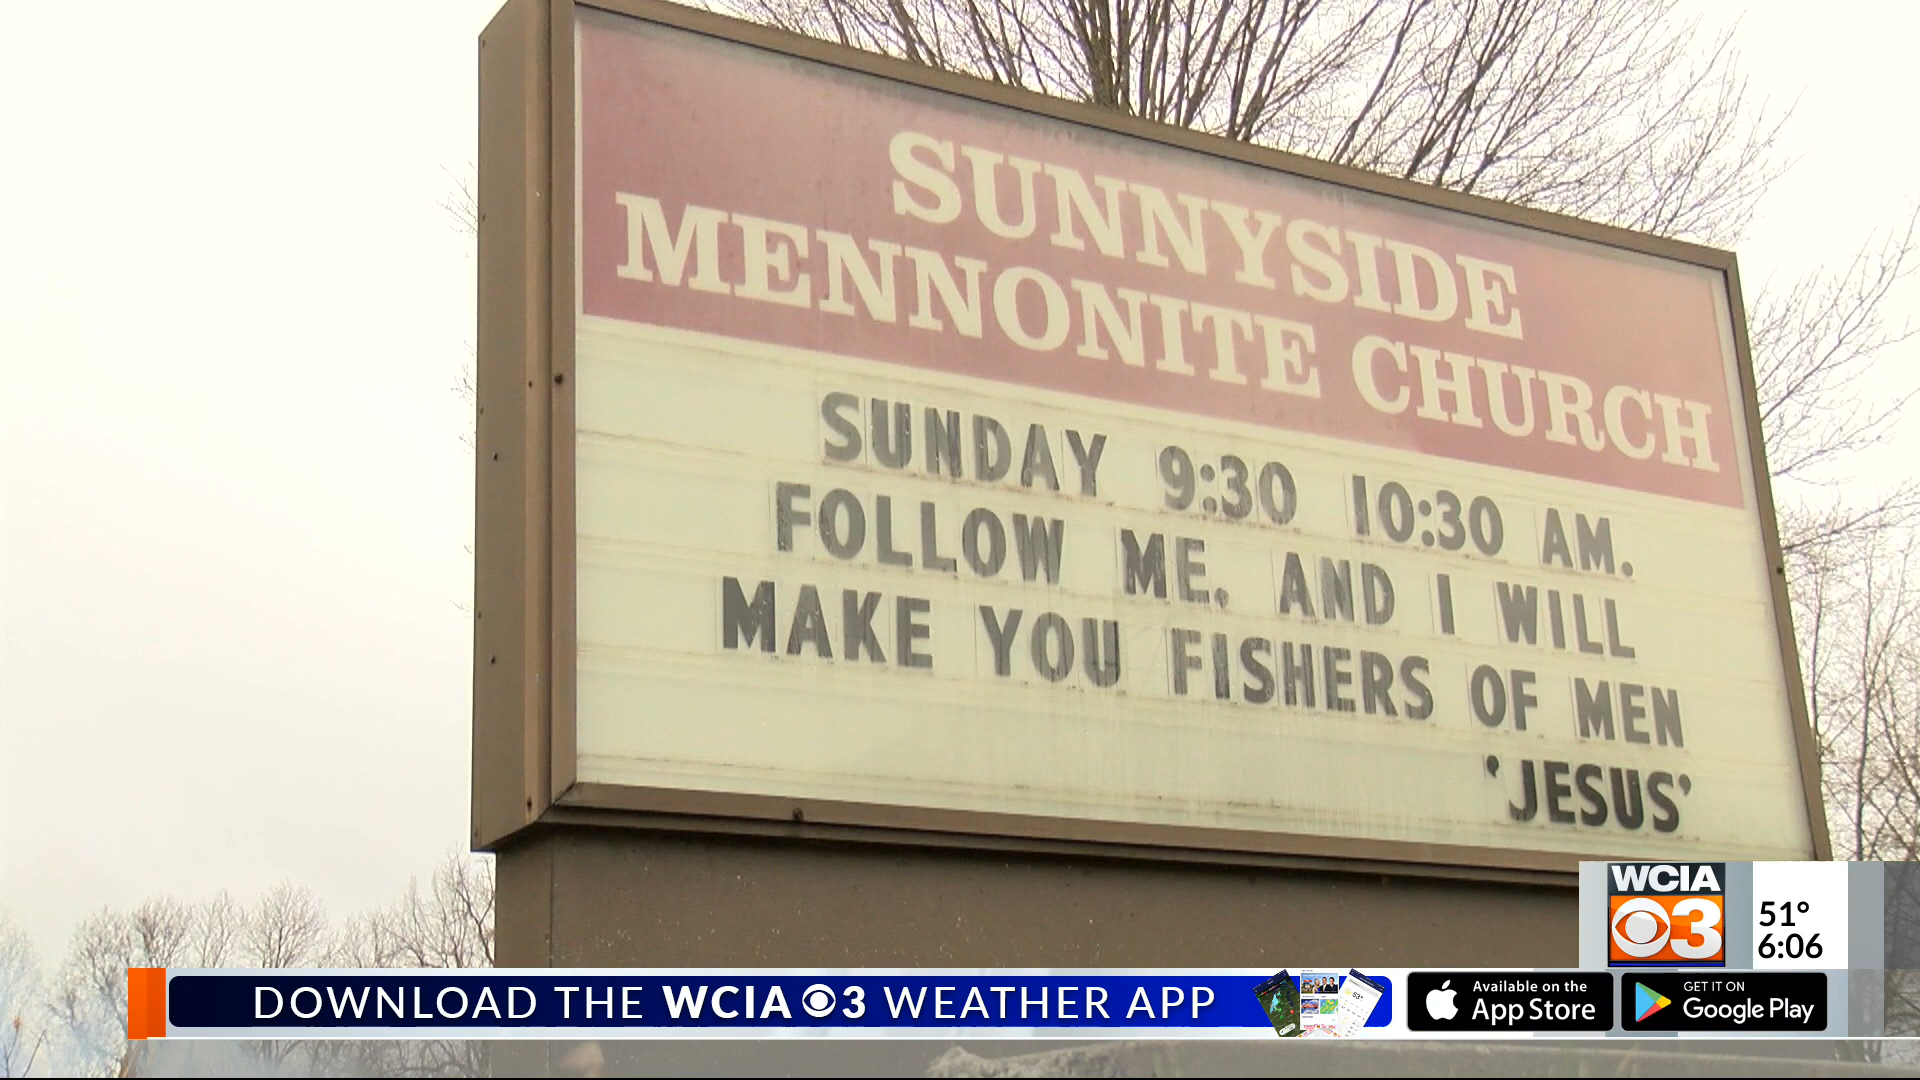 SUNNYSIDE
MENNONITE CHURCH
SUNDAY 9:30 10:30 AM.
FOLLOW ME. AND I WILL
MAKE YOU FISHERS OF MEN
'JESUS'
WCIA
3
51°
6:06
DOWNLOAD THE WCIA 3 WEATHER APP
Available on the
App Store
GET IT ON
Google Play